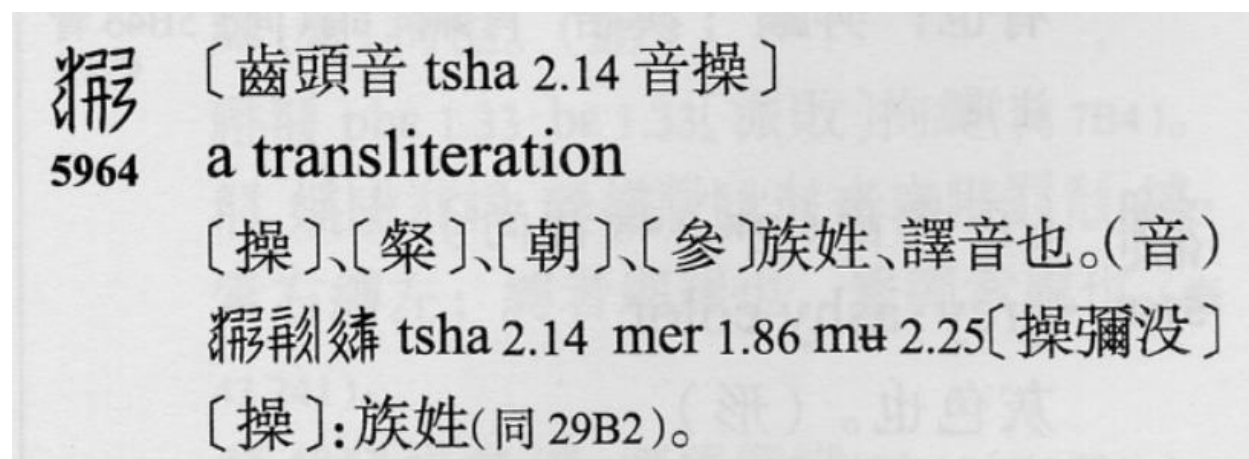 〔齒頭音 tsha 2.14 音操〕
5964
a transliteration
〔操〕、〔粲〕、〔朝〕、〔參〕族姓、譯音也。(音)
tsha 2.14 mer 1.86 mʉ 2.25〔操彌没〕
〔操〕:族姓(同 29B2)。